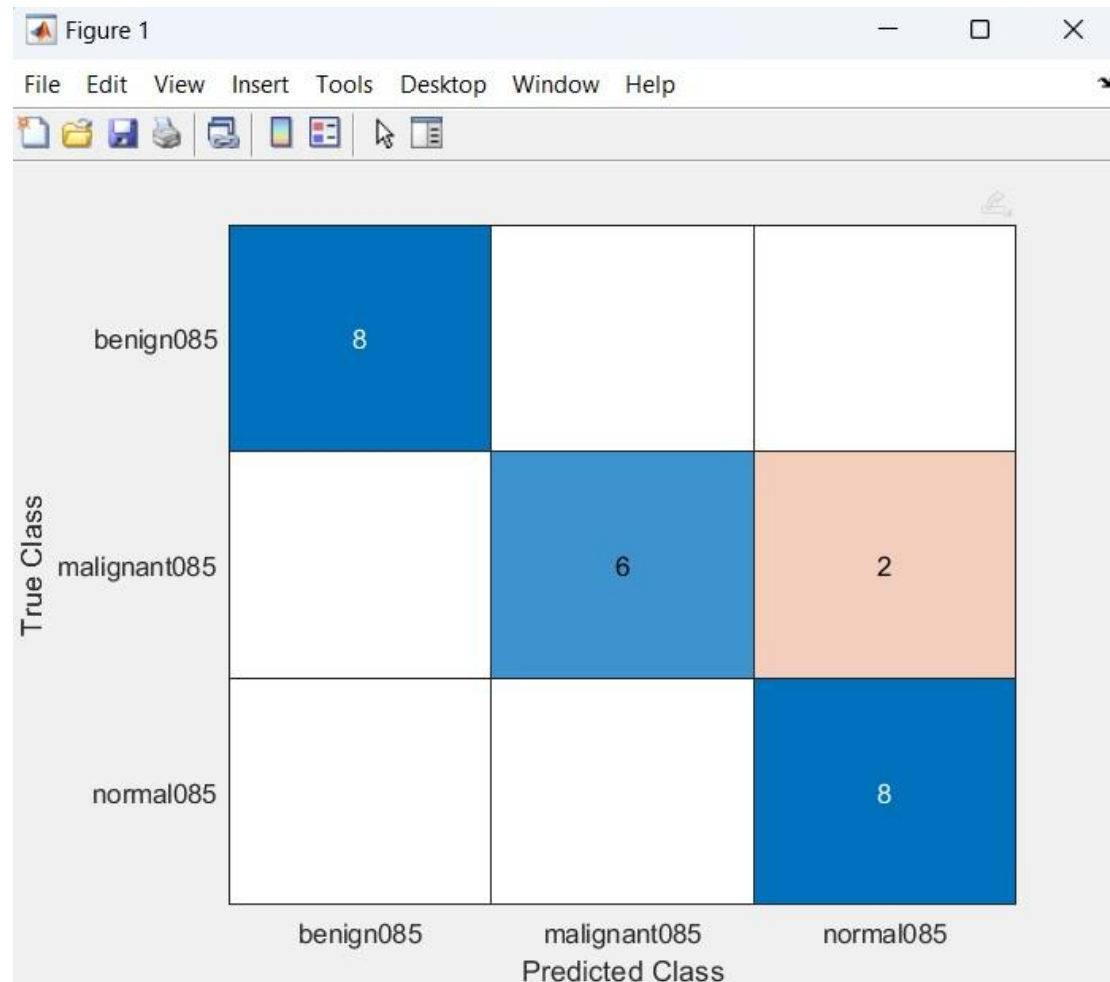 Figure 1
File Edit View Insert Tools Desktop Window Help
benign085
8
malignant085
6 2
normal085
8
True Class
benign085 malignant085 normal085
Predicted Class